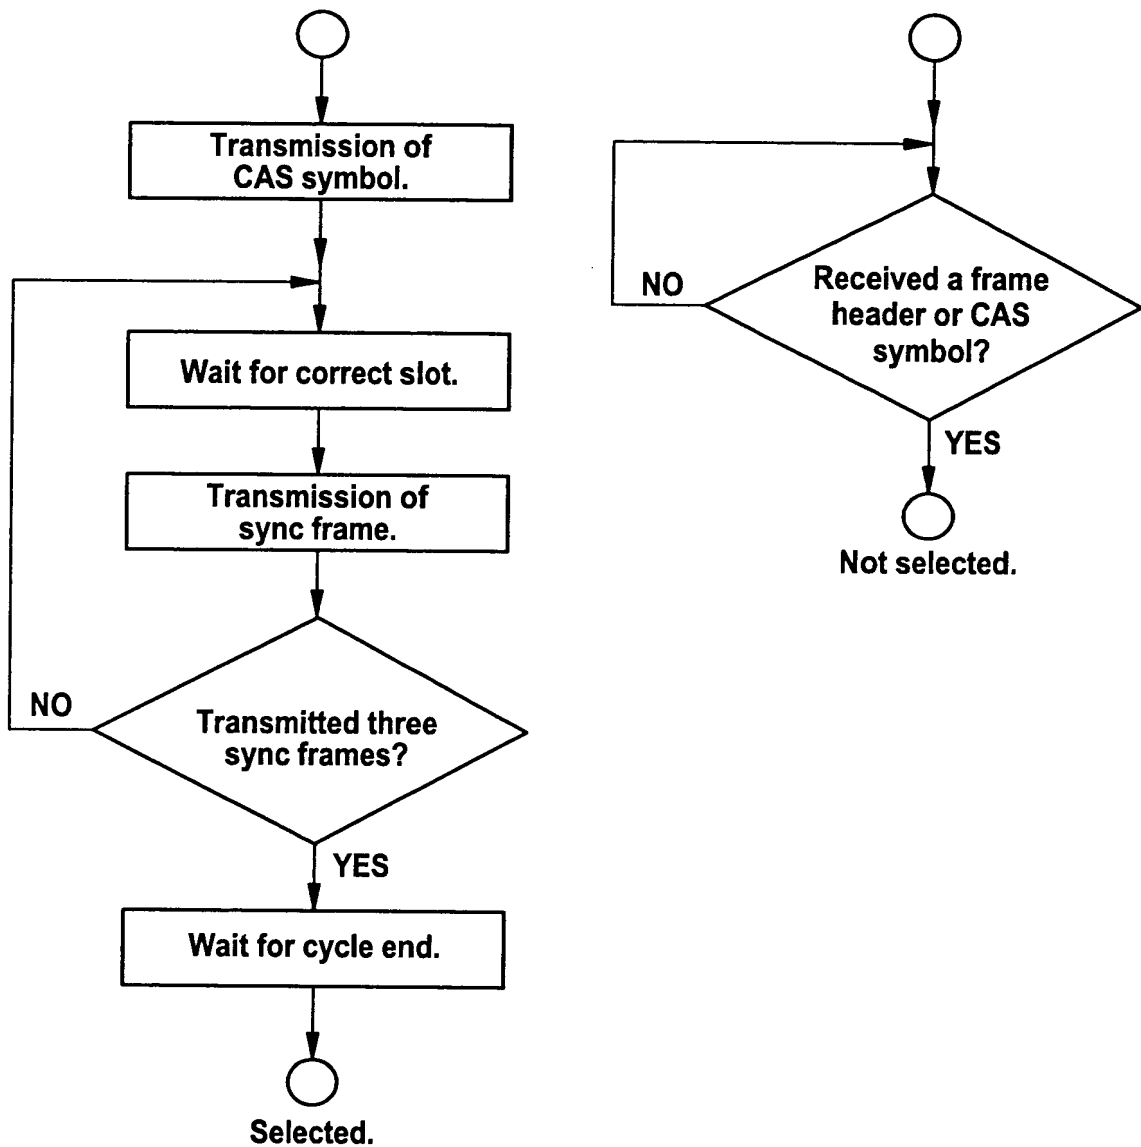 Transmission of
CAS symbol.
Wait for correct slot.
Transmission of
sync frame.
NO
Transmitted three
sync frames?
YES
Wait for cycle end.
Selected.
NO
Received a frame
header or CAS
symbol?
YES
Not selected.